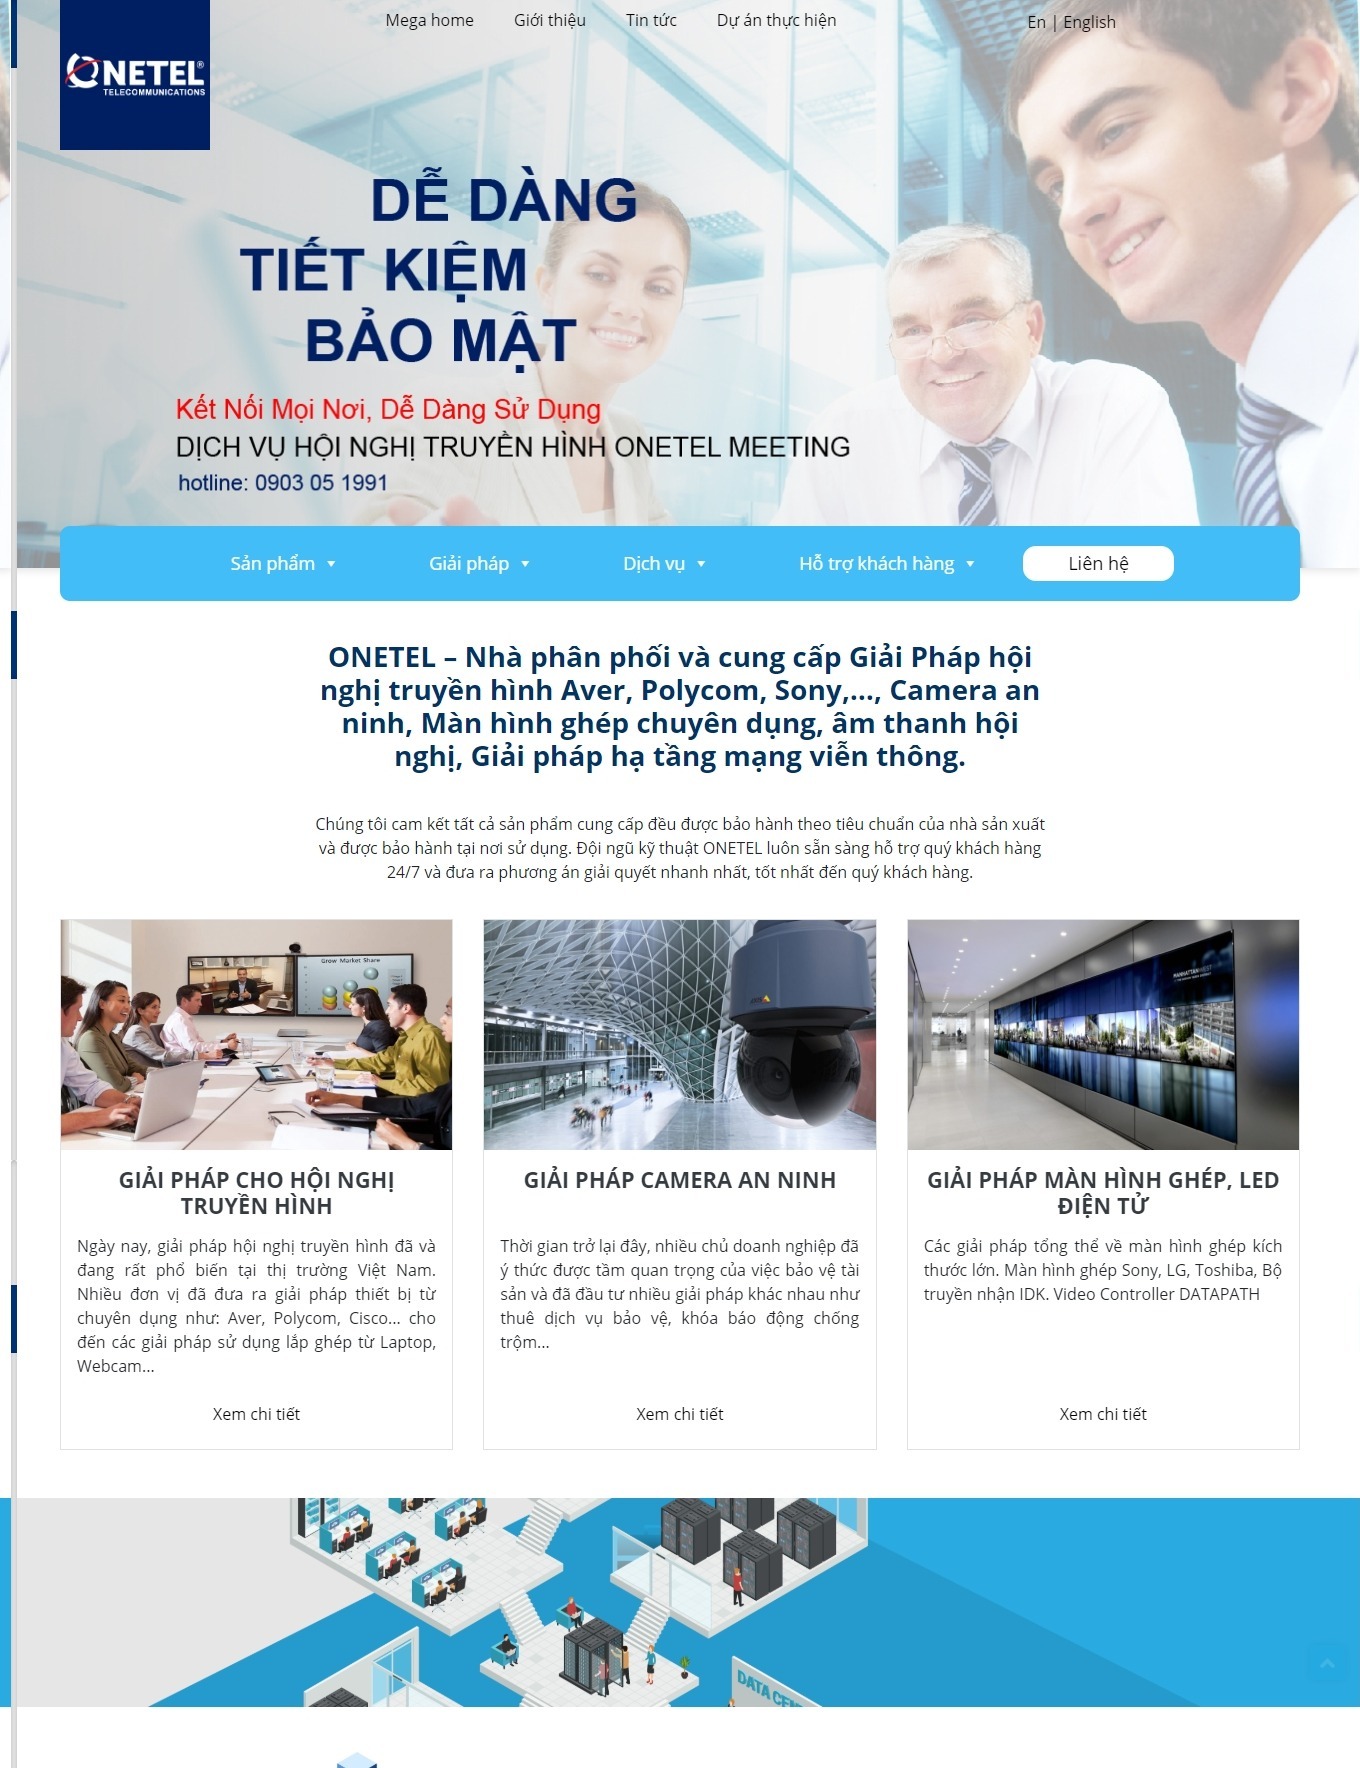 Mega home
Giới thiệu
Tin tức
Dự án thực hiện
En | English
ONETEL®
TELECOMMUNICATIONS
DỄ DÀNG
TIẾT KIỆM
BẢO MẬT
Kết Nối Mọi Nơi, Dễ Dàng Sử Dụng
DỊCH VỤ HỘI NGHỊ TRUYỀN HÌNH ONETEL MEETING
hotline: 0903 05 1991
Sản phẩm
Giải pháp
Dịch vụ
Hỗ trợ khách hàng
Liên hệ
ONETEL – Nhà phân phối và cung cấp Giải Pháp hội
nghị truyền hình Aver, Polycom, Sony,..., Camera an
ninh, Màn hình ghép chuyên dụng, âm thanh hội
nghị, Giải pháp hạ tầng mạng viễn thông.
Chúng tôi cam kết tất cả sản phẩm cung cấp đều được bảo hành theo tiêu chuẩn của nhà sản xuất
và được bảo hành tại nơi sử dụng. Đội ngũ kỹ thuật ONETEL luôn sẵn sàng hỗ trợ quý khách hàng
24/7 và đưa ra phương án giải quyết nhanh nhất, tốt nhất đến quý khách hàng.
Grow Market Share
GIẢI PHÁP CHO HỘI NGHỊ
TRUYỀN HÌNH
Ngày nay, giải pháp hội nghị truyền hình đã và
đang rất phổ biến tại thị trường Việt Nam.
Nhiều đơn vị đã đưa ra giải pháp thiết bị từ
chuyên dụng như: Aver, Polycom, Cisco... cho
đến các giải pháp sử dụng lắp ghép từ Laptop,
Webcam...
Xem chi tiết
AXIS
GIẢI PHÁP CAMERA AN NINH
Thời gian trở lại đây, nhiều chủ doanh nghiệp đã
ý thức được tầm quan trọng của việc bảo vệ tài
sản và đã đầu tư nhiều giải pháp khác nhau như
thuê dịch vụ bảo vệ, khóa báo động chống
trộm...
Xem chi tiết
MANHATTANWEST
GIẢI PHÁP MÀN HÌNH GHÉP, LED
ĐIỆN TỬ
Các giải pháp tổng thể về màn hình ghép kích
thước lớn. Màn hình ghép Sony, LG, Toshiba, Bộ
truyền nhận IDK. Video Controller DATAPATH
Xem chi tiết
DATA CEN